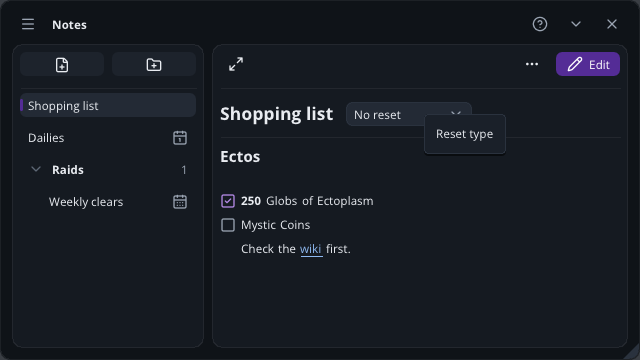 Notes
Edit
Shopping list
Dailies
Raids 1
Weekly clears
Shopping list No reset
Reset type
Ectos
250 Globs of Ectoplasm
Mystic Coins
Check the wiki first.